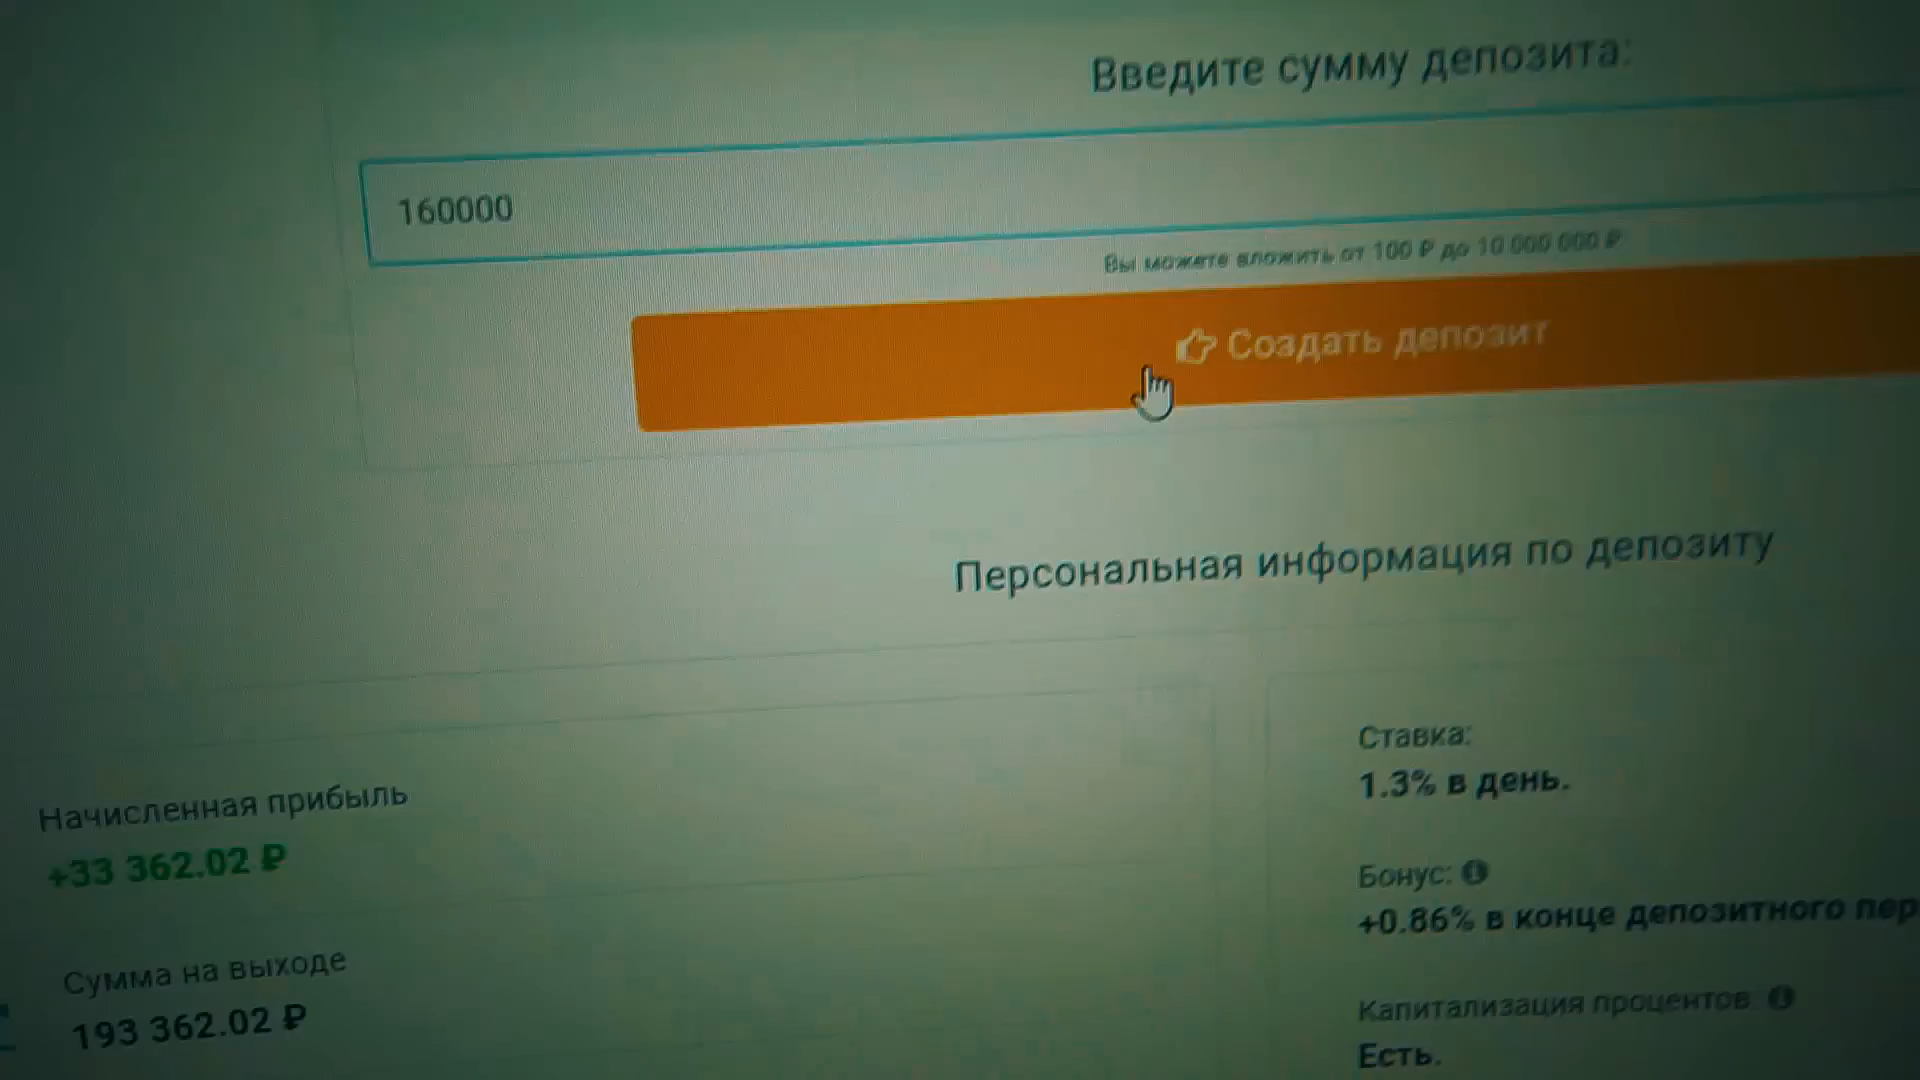 Введите сумму депозита:
160000
Вы можете вложить от 100 ₽ до 10 000 000 ₽
Создать депозит
Персональная информация по депозиту
Начисленная прибыль
+33 362.02 ₽
Сумма на выходе
193 362.02 ₽
Ставка:
1.3% в день.
Бонус:
+0.86% в конце депозитного пер
Капитализация процентов:
Есть.